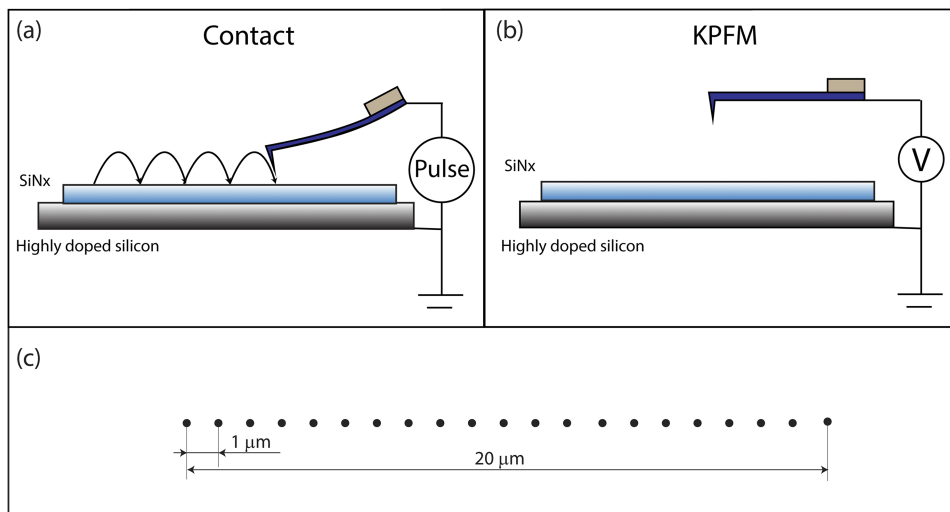 (a)
Contact
SiNx
Pulse
Highly doped silicon
(b)
KPFM
SiNx
V
Highly doped silicon
(c)
1 μm
20 μm